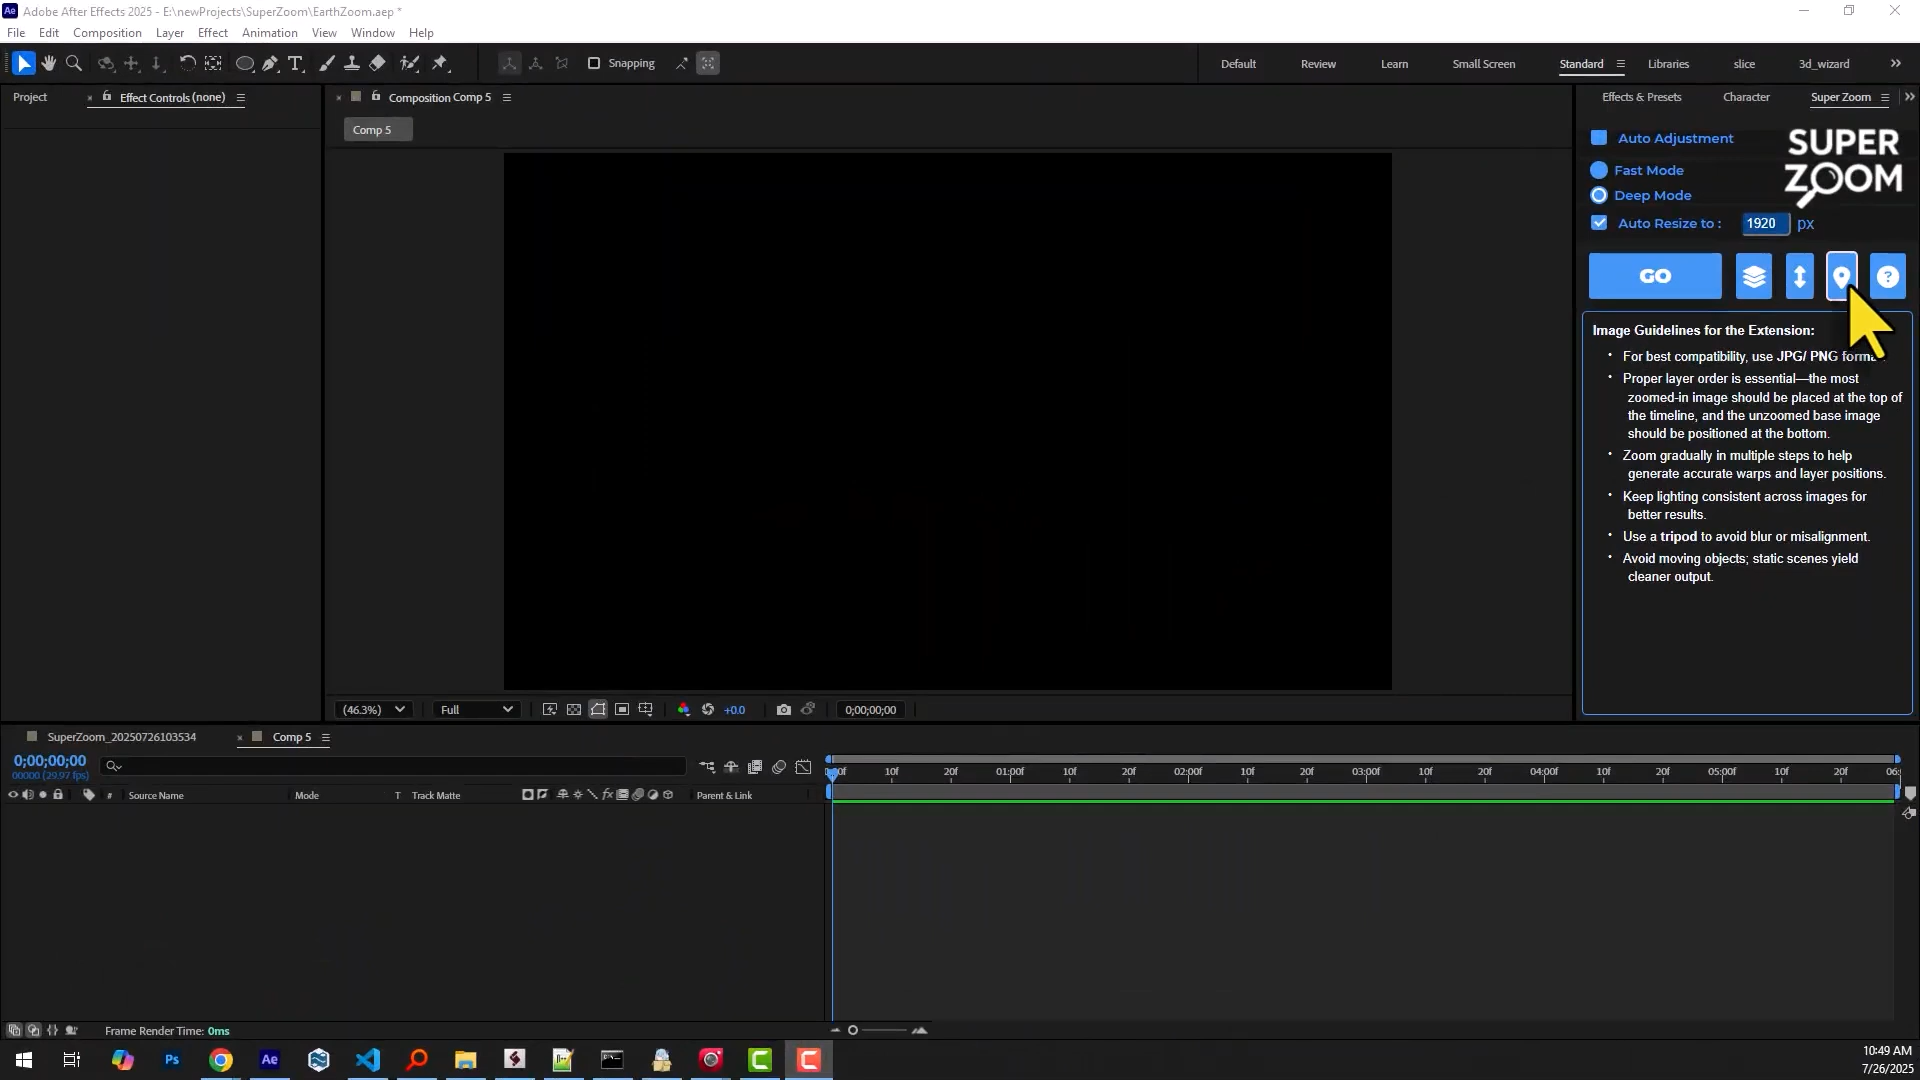 Adobe After Effects 2025 - E:\newProjects\SuperZoom\EarthZoom.aep *
File Edit Composition Layer Effect Animation View Window Help
Snapping
Default Review Learn Small Screen Standard Libraries slice 3d_wizard
Project Effect Controls (none)
Composition Comp 5
Effects & Presets Character Super Zoom
Comp 5
Auto Adjustment
SUPER
ZOOM
Fast Mode
Deep Mode
Auto Resize to : 1920 px
GO
Image Guidelines for the Extension:
• For best compatibility, use JPG/ PNG
• Proper layer order is essential—the most
zoomed-in image should be placed at the top of
the timeline, and the unzoomed base image
should be positioned at the bottom.
• Zoom gradually in multiple steps to help
generate accurate warps and layer positions.
• Keep lighting consistent across images for
better results.
• Use a tripod to avoid blur or misalignment.
• Avoid moving objects; static scenes yield
cleaner output.
(46.3%) Full +0.0 0;00;00;00
SuperZoom_20250726103534 Comp 5
0;00;00;00
00000 (29.97 fps)
10f 20f 01:00f 10f 20f 02:00f 10f 20f 03:00f 10f 20f 04:00f 10f 20f 05:00f 10f 20f
# Source Name Mode T Track Matte fx Parent & Link
Frame Render Time: 0ms
Ps Ae
10:49 AM
7/26/2025